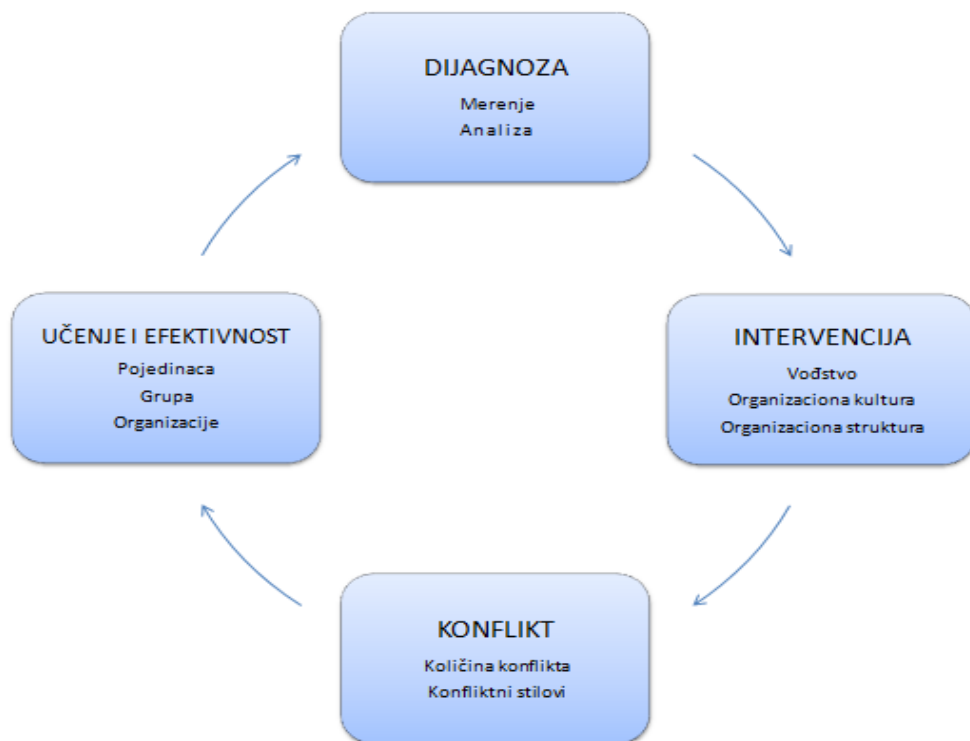 DIJAGNOZA
Merenje
Analiza
UČENJE I EFEKTIVNOST
Pojedinaca
Grupa
Organizacije
INTERVENCIJA
Vođstvo
Organizaciona kultura
Organizaciona struktura
KONFLIKT
Količina konflikta
Konfliktni stilovi